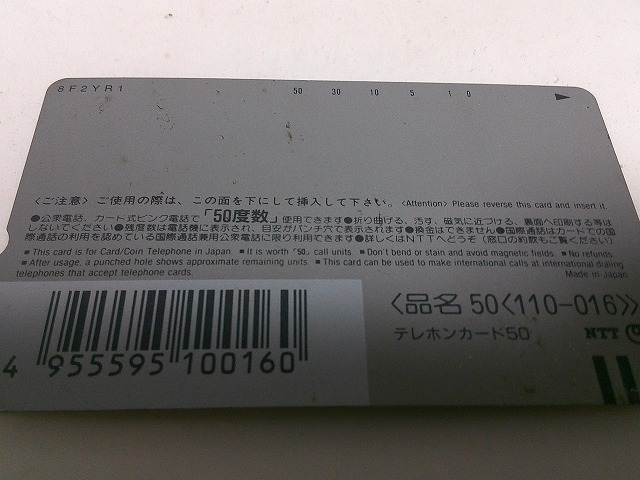 8F2YR1 50 30 10 5 1 0
〈ご注意〉ご使用の際は、この面を下にして挿入して下さい。〈Attention〉Please reverse this card and insert it.
●公衆電話、カード式ピンク電話で「50度数」使用できます●折り曲げる、汚す、磁気に近づける、裏面へ印刷する等は
しないでください●残度数は電話機に表示され、目安がパンチ穴で表示されます●換金はできません●国際通話はカードでの国
際通話の利用を認めている国際通話兼用公衆電話に限り利用できます●詳しくはNTTへどうぞ（窓口の約款もご覧ください）
■This card is for Card/Coin Telephone in Japan. ■It is worth「50」call units. ■Don't bend or stain and avoid magnetic fields. ■No refunds.
■After usage, a punched hole shows approximate remaining units. ■This card can be used to make international calls at international dialing
telephones that accept telephone cards. Made in Japan
〈品名 50〈110-016〉〉
テレホンカード50 NTT
4 955595 100160